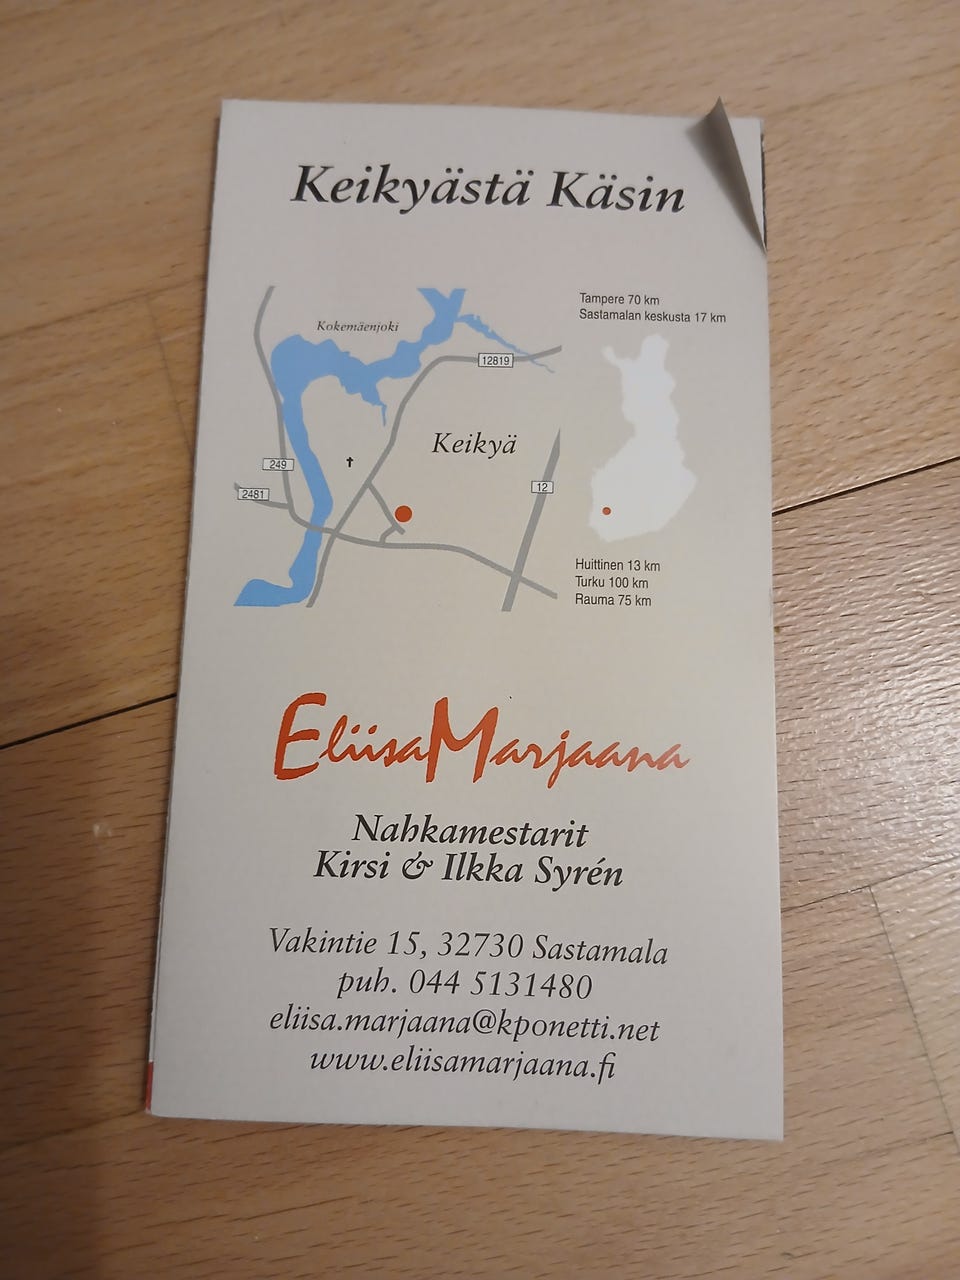 Keikyästä Käsin
Tampere 70 km
Sastamalan keskusta 17 km
Kokemäenjoki
12819
Keikyä
249
2481
12
Huittinen 13 km
Turku 100 km
Rauma 75 km
EliisaMarjaana
Nahkamestarit
Kirsi & Ilkka Syrén
Vakintie 15, 32730 Sastamala
puh. 044 5131480
eliisa.marjaana@kponetti.net
www.eliisamarjaana.fi